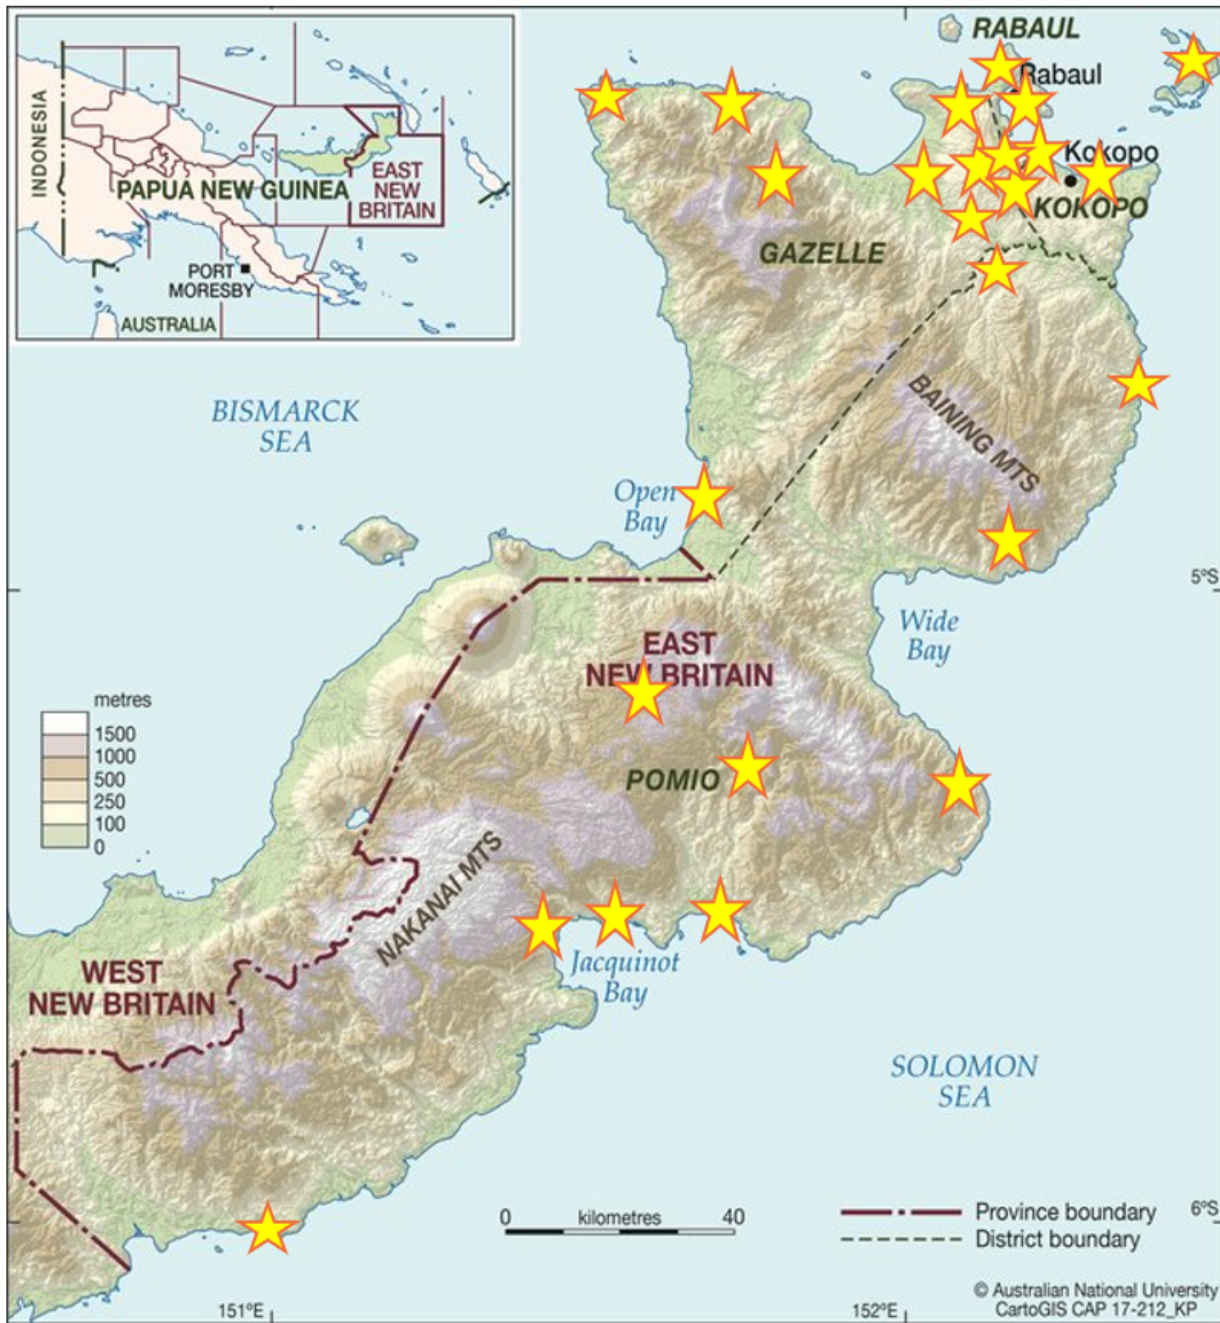 INDONESIA
PAPUA NEW GUINEA
EAST
NEW
BRITAIN
PORT
MORESBY
AUSTRALIA
RABAUL
Rabaul
Kokopo
KOKOPO
GAZELLE
BISMARCK
SEA
BAINING MTS
Open
Bay
5°S
Wide
Bay
EAST
NEW BRITAIN
metres
1500
1000
500
250
100
0
POMIO
NAKANAI MTS
Jacquinot
Bay
WEST
NEW BRITAIN
SOLOMON
SEA
0 kilometres 40
Province boundary
District boundary
6°S
© Australian National University
CartoGIS CAP 17-212_KP
151°E
152°E